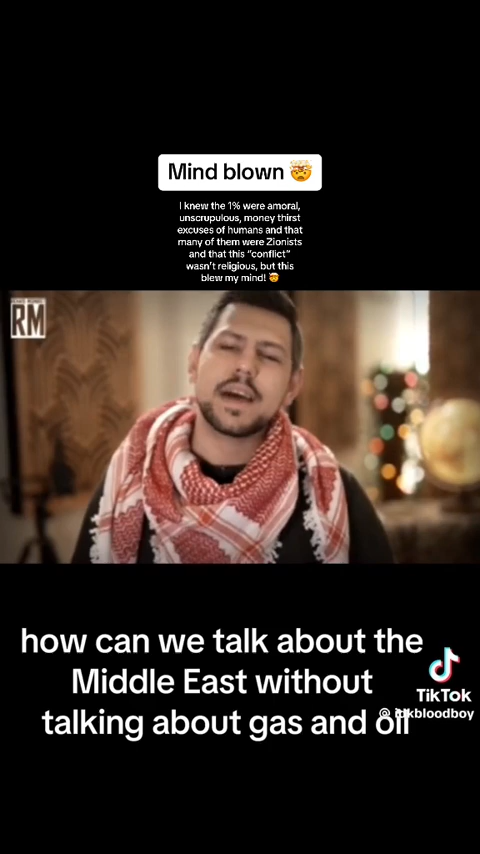 Mind blown 🤯
I knew the 1% were amoral,
unscrupulous, money thirst
excuses of humans and that
many of them were Zionists
and that this “conflict”
wasn’t religious, but this
blew my mind! 🤯
RM
how can we talk about the
Middle East without
talking about gas and oil
TikTok